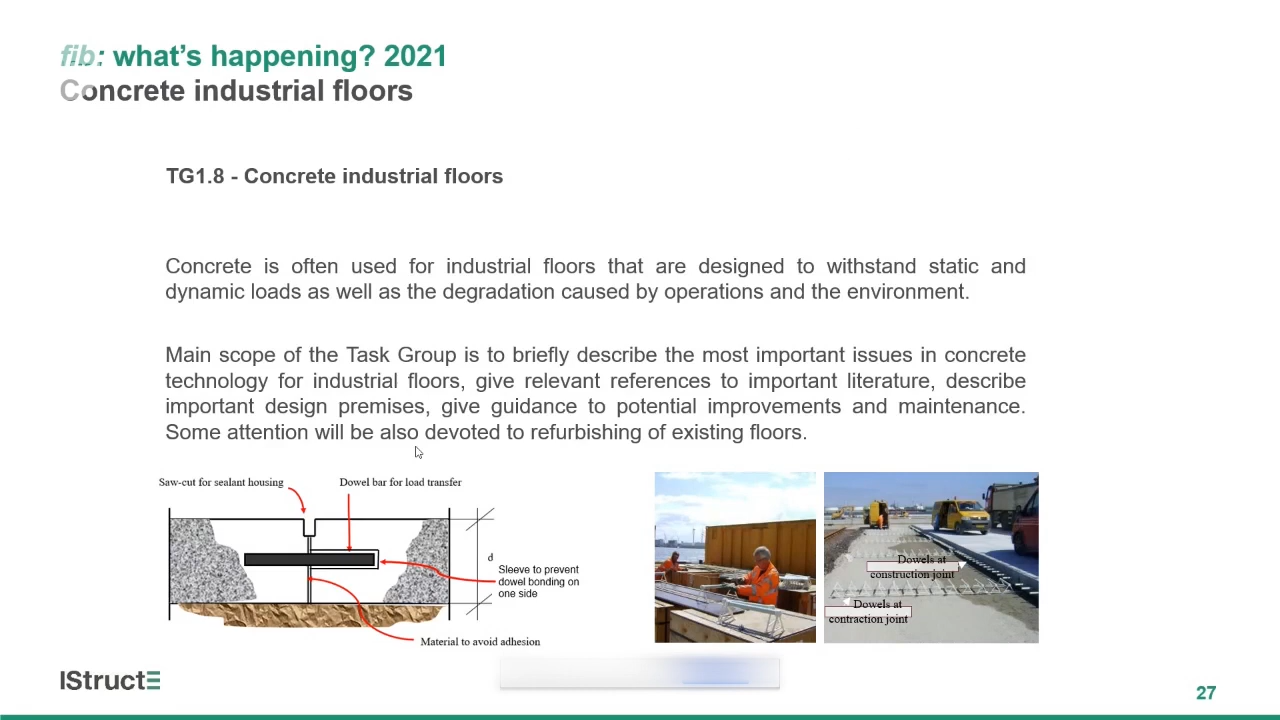 fib: what’s happening? 2021
Concrete industrial floors
TG1.8 - Concrete industrial floors
Concrete is often used for industrial floors that are designed to withstand static and
dynamic loads as well as the degradation caused by operations and the environment.
Main scope of the Task Group is to briefly describe the most important issues in concrete
technology for industrial floors, give relevant references to important literature, describe
important design premises, give guidance to potential improvements and maintenance.
Some attention will be also devoted to refurbishing of existing floors.
Saw-cut for sealant housing
Dowel bar for load transfer
d
Sleeve to prevent
dowel bonding on
one side
Material to avoid adhesion
Dowels at
construction joint
Dowels at
contraction joint
IStructE
27